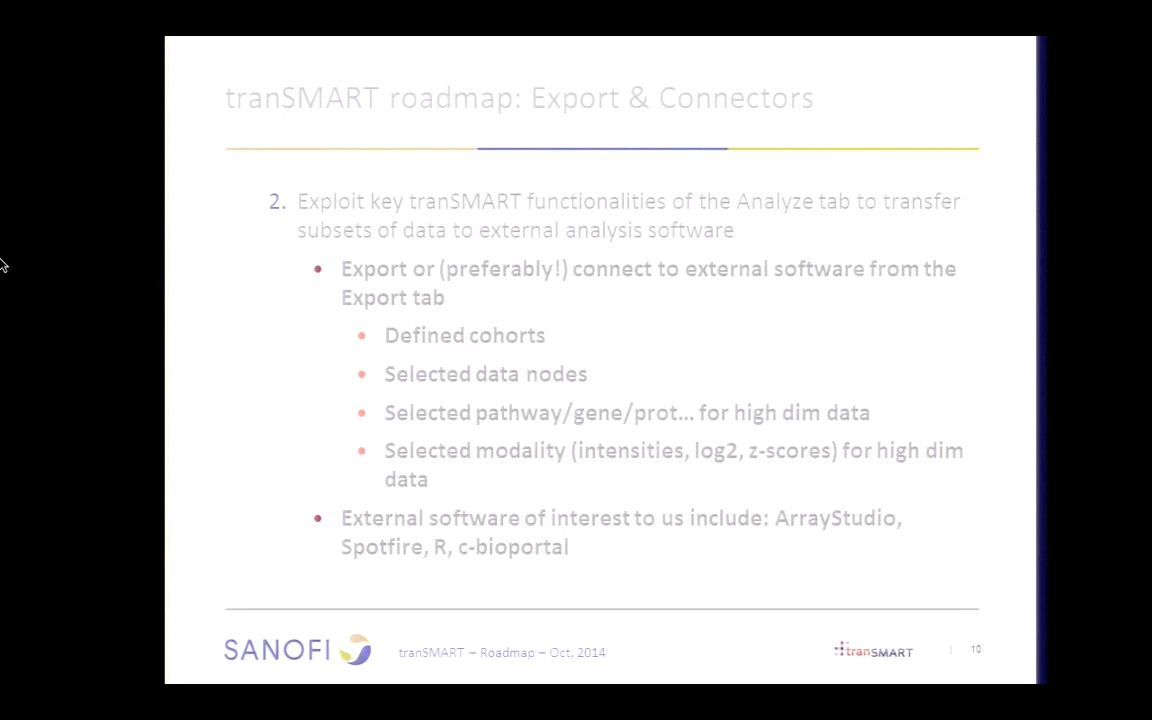 tranSMART roadmap: Export & Connectors
2. Exploit key tranSMART functionalities of the Analyze tab to transfer
subsets of data to external analysis software
• Export or (preferably!) connect to external software from the
Export tab
• Defined cohorts
• Selected data nodes
• Selected pathway/gene/prot... for high dim data
• Selected modality (intensities, log2, z-scores) for high dim
data
• External software of interest to us include: ArrayStudio,
Spotfire, R, c-bioportal
SANOFI tranSMART – Roadmap – Oct, 2014 tranSMART | 10